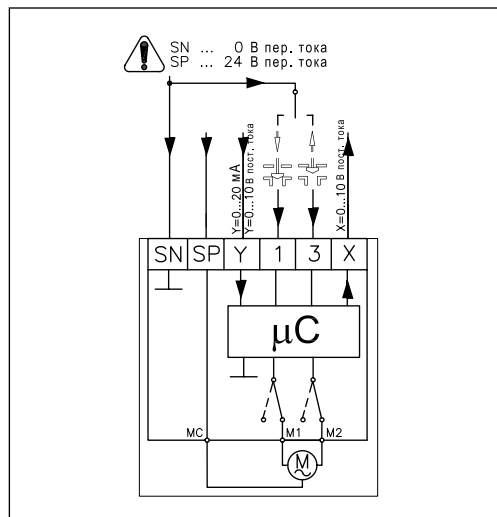 SN ... 0 В пер. тока
SP ... 24 В пер. тока
Y=0...20 МА
Y=0...10 В пост. тока
X=0...10 В пост. тока
SN SP Y 1 3 X
µC
MC M1 M2
M